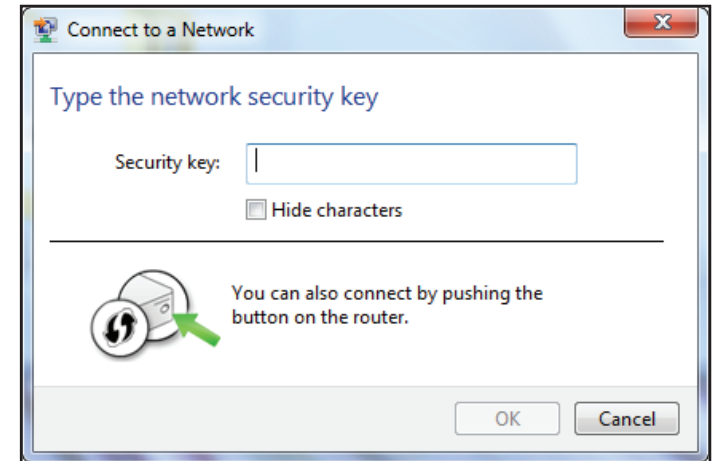 Connect to a Network
Type the network security key
Security key:
Hide characters
You can also connect by pushing the
button on the router.
OK
Cancel